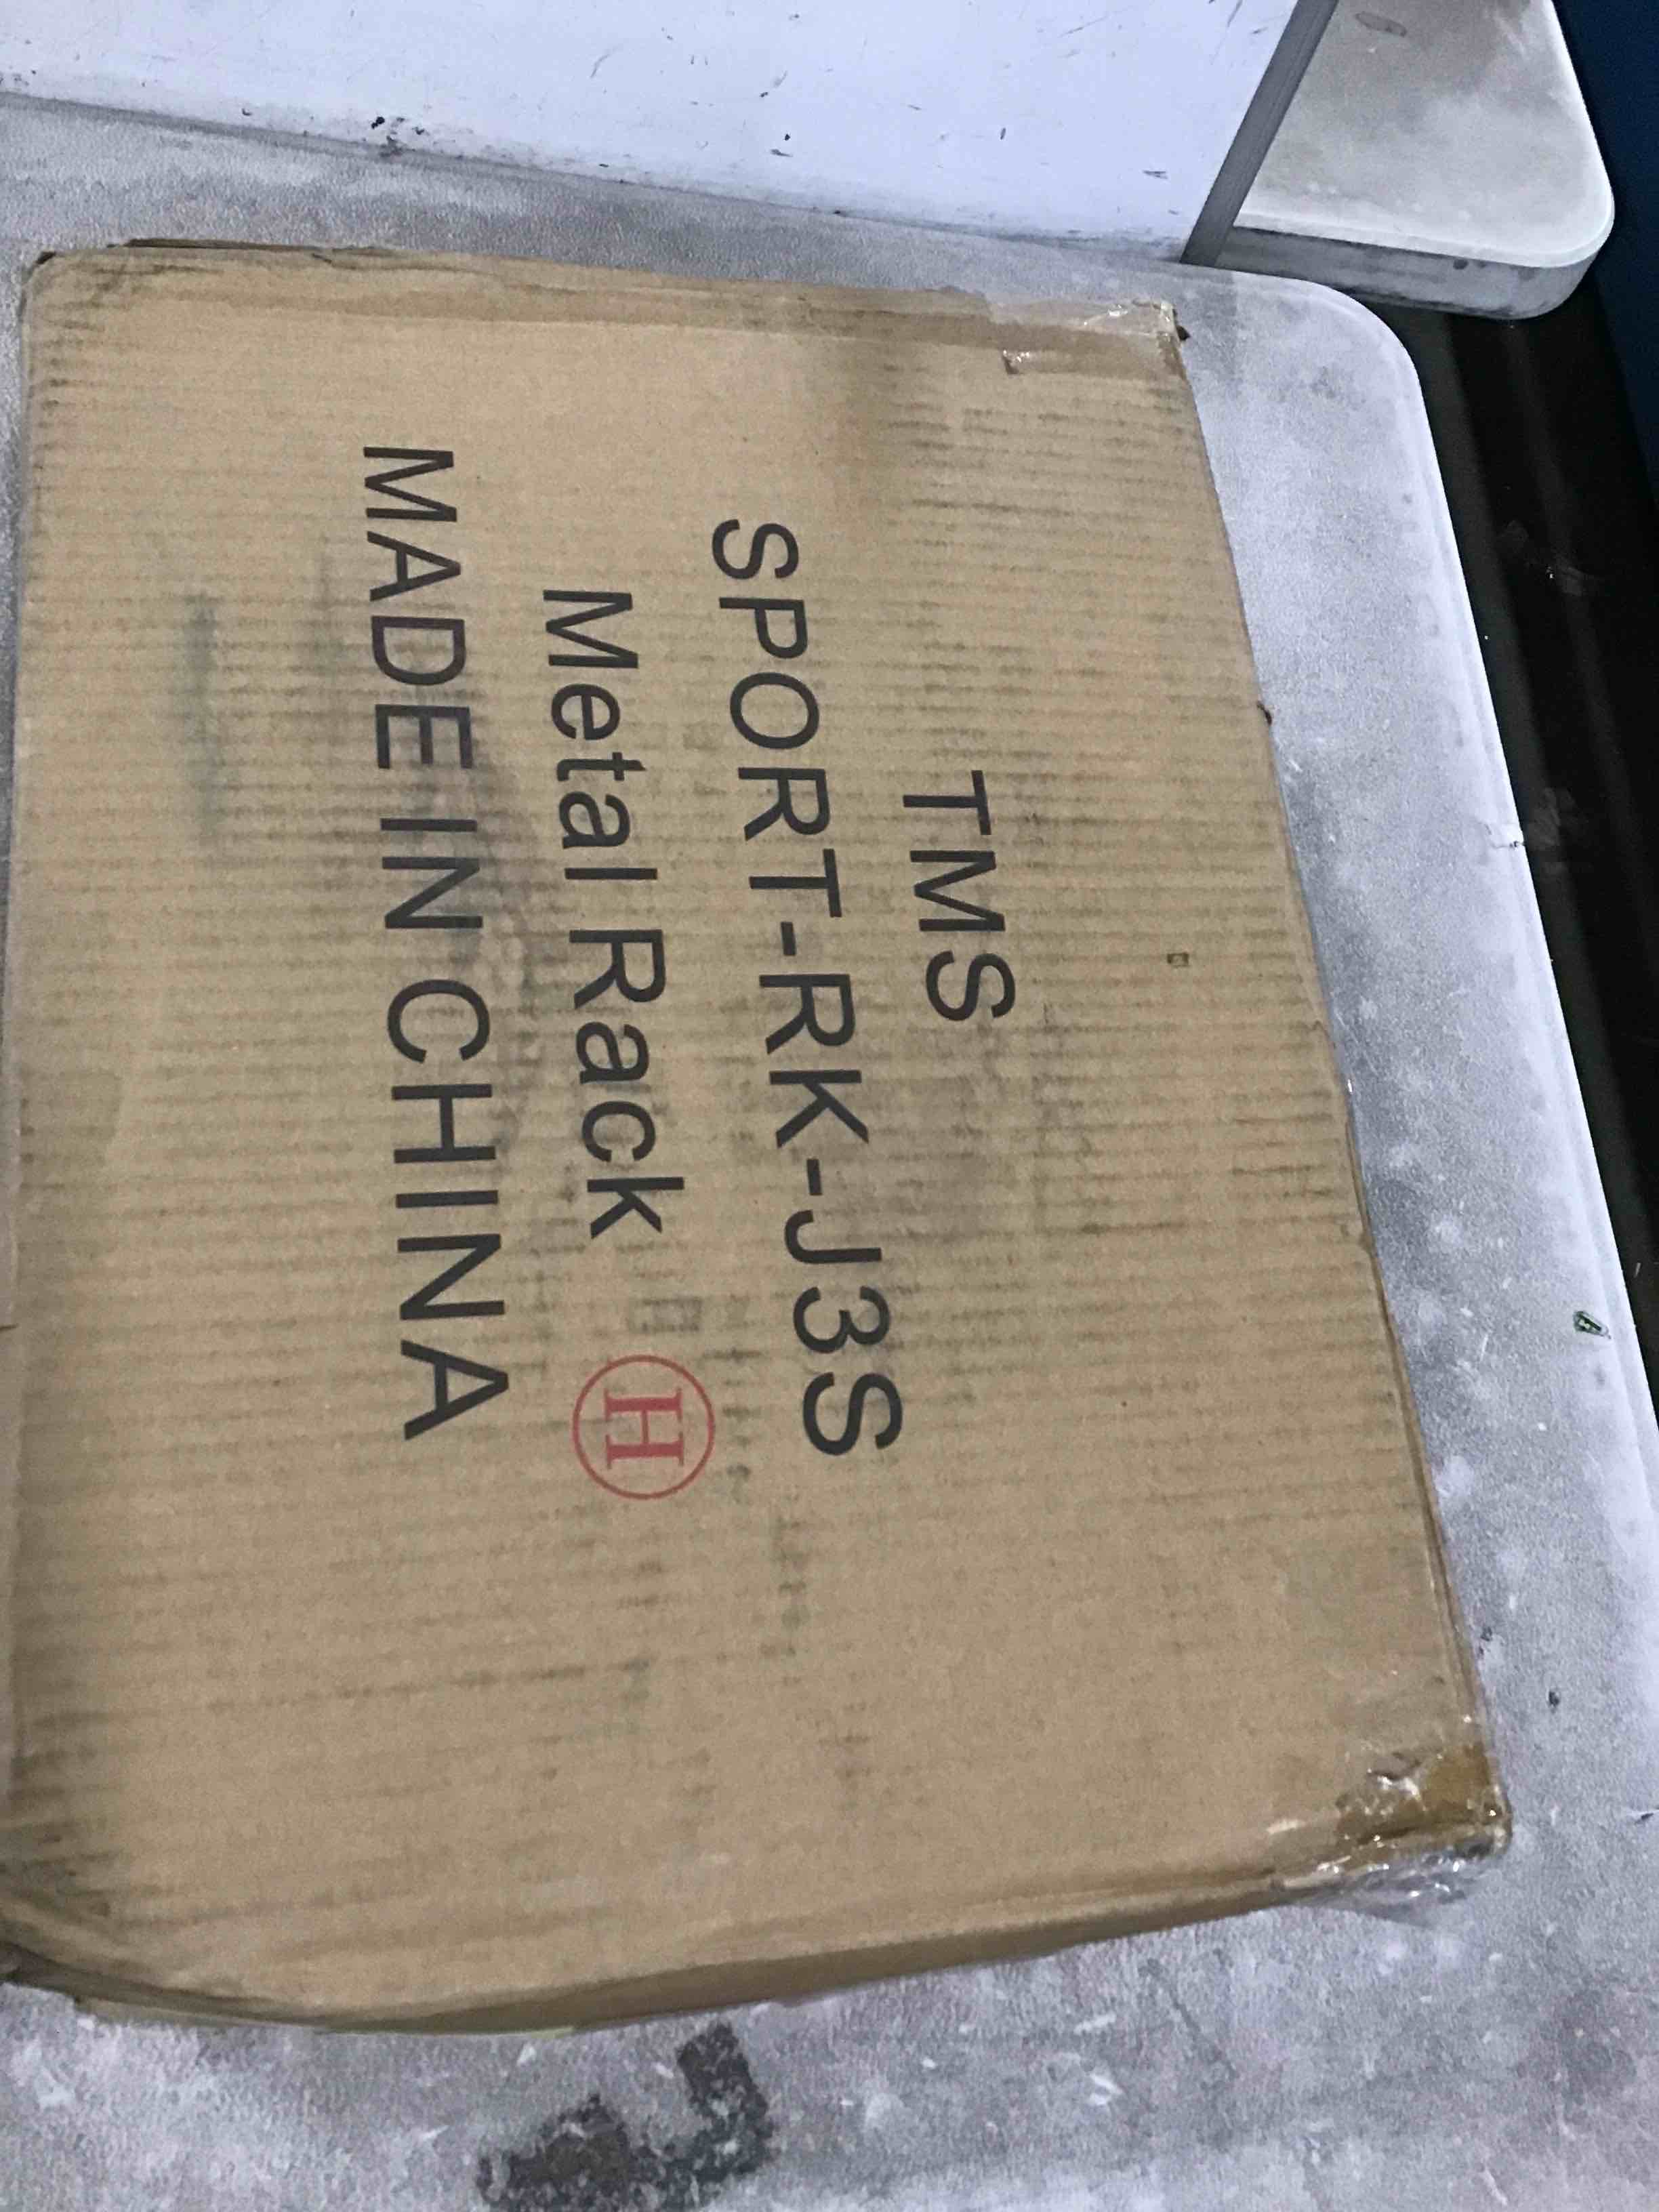 TMS
SPORT-RK-J3S
Metal Rack
H
MADE IN CHINA